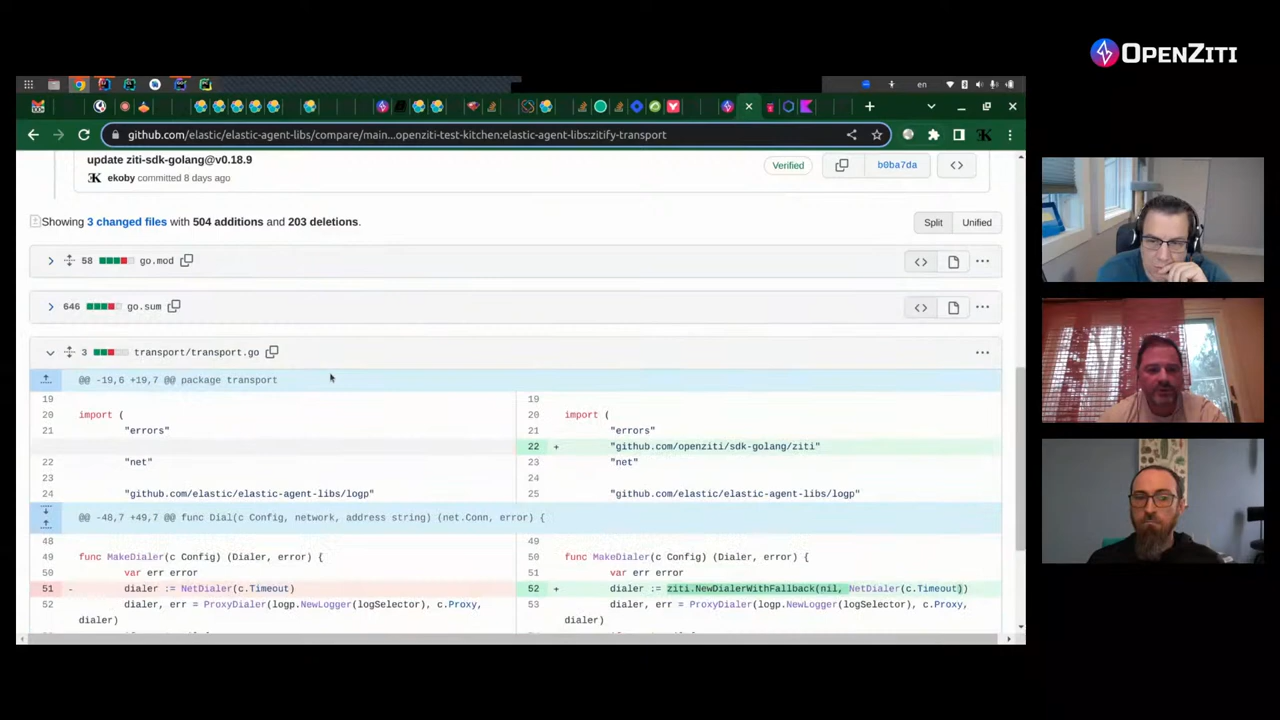 OPENZITI
en
github.com/elastic/elastic-agent-libs/compare/main...openziti-test-kitchen:elastic-agent-libs:zitify-transport
update ziti-sdk-golang@v0.18.9
Verified
b0ba7da
ekoby committed 8 days ago
Showing 3 changed files with 504 additions and 203 deletions.
Split Unified
58 go.mod
646 go.sum
3 transport/transport.go
@@ -19,6 +19,7 @@ package transport
19 19
20 import ( 20 import (
21 "errors" 21 "errors"
22 + "github.com/openziti/sdk-golang/ziti"
22 "net" 23 "net"
23 24
24 "github.com/elastic/elastic-agent-libs/logp" 25 "github.com/elastic/elastic-agent-libs/logp"
@@ -48,7 +49,7 @@ func Dial(c Config, network, address string) (net.Conn, error) {
48 49
49 func MakeDialer(c Config) (Dialer, error) { 50 func MakeDialer(c Config) (Dialer, error) {
50 var err error 51 var err error
51 - dialer := NetDialer(c.Timeout) 52 + dialer := ziti.NewDialerWithFallback(nil, NetDialer(c.Timeout))
52 dialer, err = ProxyDialer(logp.NewLogger(logSelector), c.Proxy, 53 dialer, err = ProxyDialer(logp.NewLogger(logSelector), c.Proxy,
dialer) dialer)